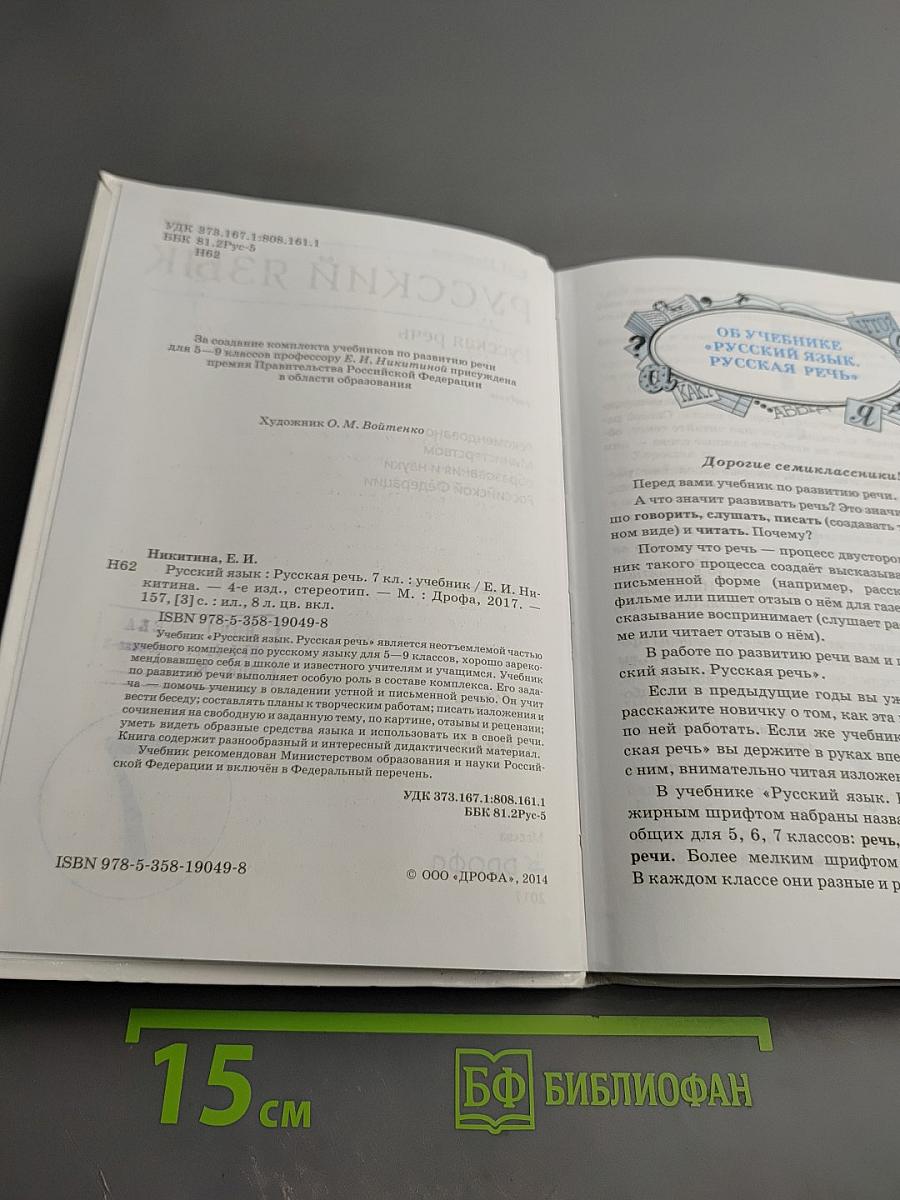 УДК 373.167.1:808.161.1
ББК 81.2Рус-5
Н62
За создание комплекта учебников по развитию речи
для 5—9 классов профессору Е. И. Никитиной присуждена
премия Правительства Российской Федерации
в области образования
Художник О. М. Войтенко
Никитина, Е. И.
Н62 Русский язык : Русская речь. 7 кл. : учебник / Е. И. Ни-
китина. — 4-е изд., стереотип. — М. : Дрофа, 2017. —
157, [3] с. : ил., 8 л. цв. вкл.
ISBN 978-5-358-19049-8
Учебник «Русский язык. Русская речь» является неотъемлемой частью
учебного комплекса по русскому языку для 5—9 классов, хорошо зареко-
мендовавшего себя в школе и известного учителям и учащимся. Учебник
по развитию речи выполняет особую роль в составе комплекса. Его зада-
ча — помочь ученику в овладении устной и письменной речью. Он учит
вести беседу; составлять планы к творческим работам; писать изложения и
сочинения на свободную и заданную тему, по картине, отзывы и рецензии;
уметь видеть образные средства языка и использовать их в своей речи.
Книга содержит разнообразный и интересный дидактический материал.
Учебник рекомендован Министерством образования и науки Россий-
ской Федерации и включён в Федеральный перечень.
УДК 373.167.1:808.161.1
ББК 81.2Рус-5
ISBN 978-5-358-19049-8
© ООО «ДРОФА», 2014
ОБ УЧЕБНИКЕ
«РУССКИЙ ЯЗЫК.
РУССКАЯ РЕЧЬ»
ЧТО
КАК?
Я
Дорогие семиклассники!
Перед вами учебник по развитию речи.
А что значит развивать речь? Это значи
шо говорить, слушать, писать (создавать т
ном виде) и читать. Почему?
Потому что речь — процесс двусторон
ник такого процесса создаёт высказыва
письменной форме (например, расск
фильме или пишет отзыв о нём для газе
сказывание воспринимает (слушает ра
ме или читает отзыв о нём).
В работе по развитию речи вам и п
ский язык. Русская речь».
Если в предыдущие годы вы уж
расскажите новичку о том, как эта
по ней работать. Если же учебник
ская речь» вы держите в руках впе
с ним, внимательно читая изложен
В учебнике «Русский язык. Р
жирным шрифтом набраны назва
общих для 5, 6, 7 классов: речь,
речи. Более мелким шрифтом
В каждом классе они разные и р
15 см
БФ БИБЛИОФАН